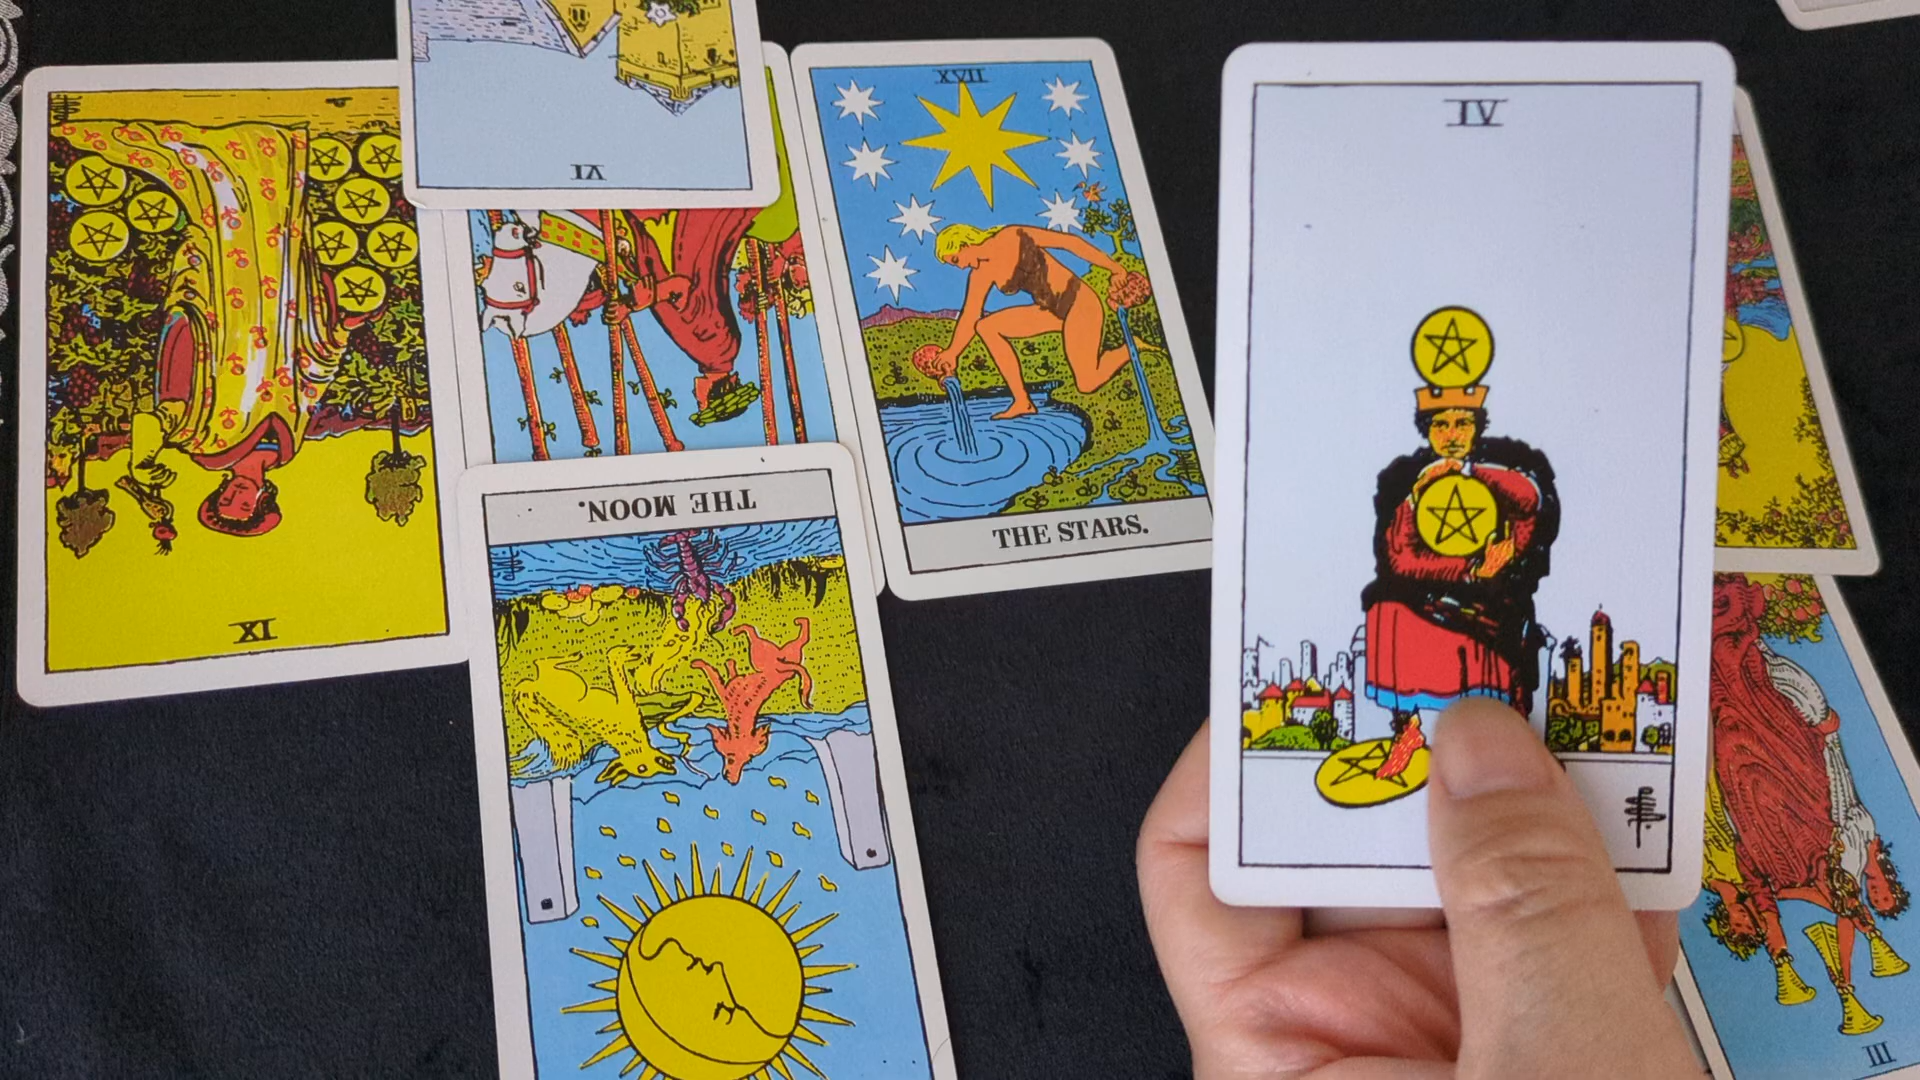 XVII
IV
VI
THE MOON.
THE STARS.
IX
III